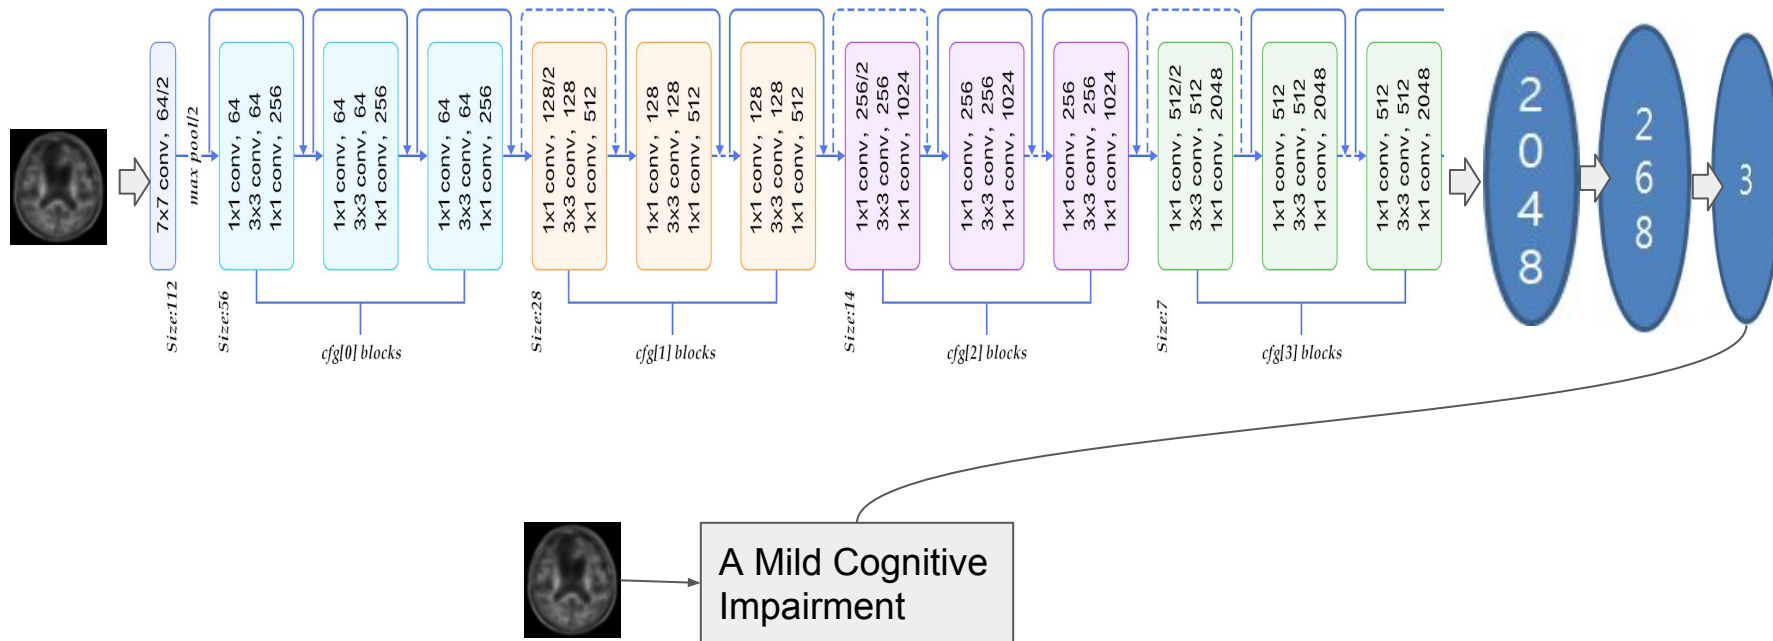 7x7 conv, 64/2
max pool/2
1x1 conv, 64
3x3 conv, 64
1x1 conv, 256
1x1 conv, 64
3x3 conv, 64
1x1 conv, 256
1x1 conv, 64
3x3 conv, 64
1x1 conv, 256
1x1 conv, 128/2
3x3 conv, 128
1x1 conv, 512
1x1 conv, 128
3x3 conv, 128
1x1 conv, 512
1x1 conv, 128
3x3 conv, 128
1x1 conv, 512
1x1 conv, 256/2
3x3 conv, 256
1x1 conv, 1024
1x1 conv, 256
3x3 conv, 256
1x1 conv, 1024
1x1 conv, 256
3x3 conv, 256
1x1 conv, 1024
1x1 conv, 512/2
3x3 conv, 512
1x1 conv, 2048
1x1 conv, 512
3x3 conv, 512
1x1 conv, 2048
1x1 conv, 512
3x3 conv, 512
1x1 conv, 2048
2
0
4
8
2
6
8
3
Size:112
Size:56
cfg[0] blocks
Size:28
cfg[1] blocks
Size:14
cfg[2] blocks
Size:7
cfg[3] blocks
A Mild Cognitive
Impairment